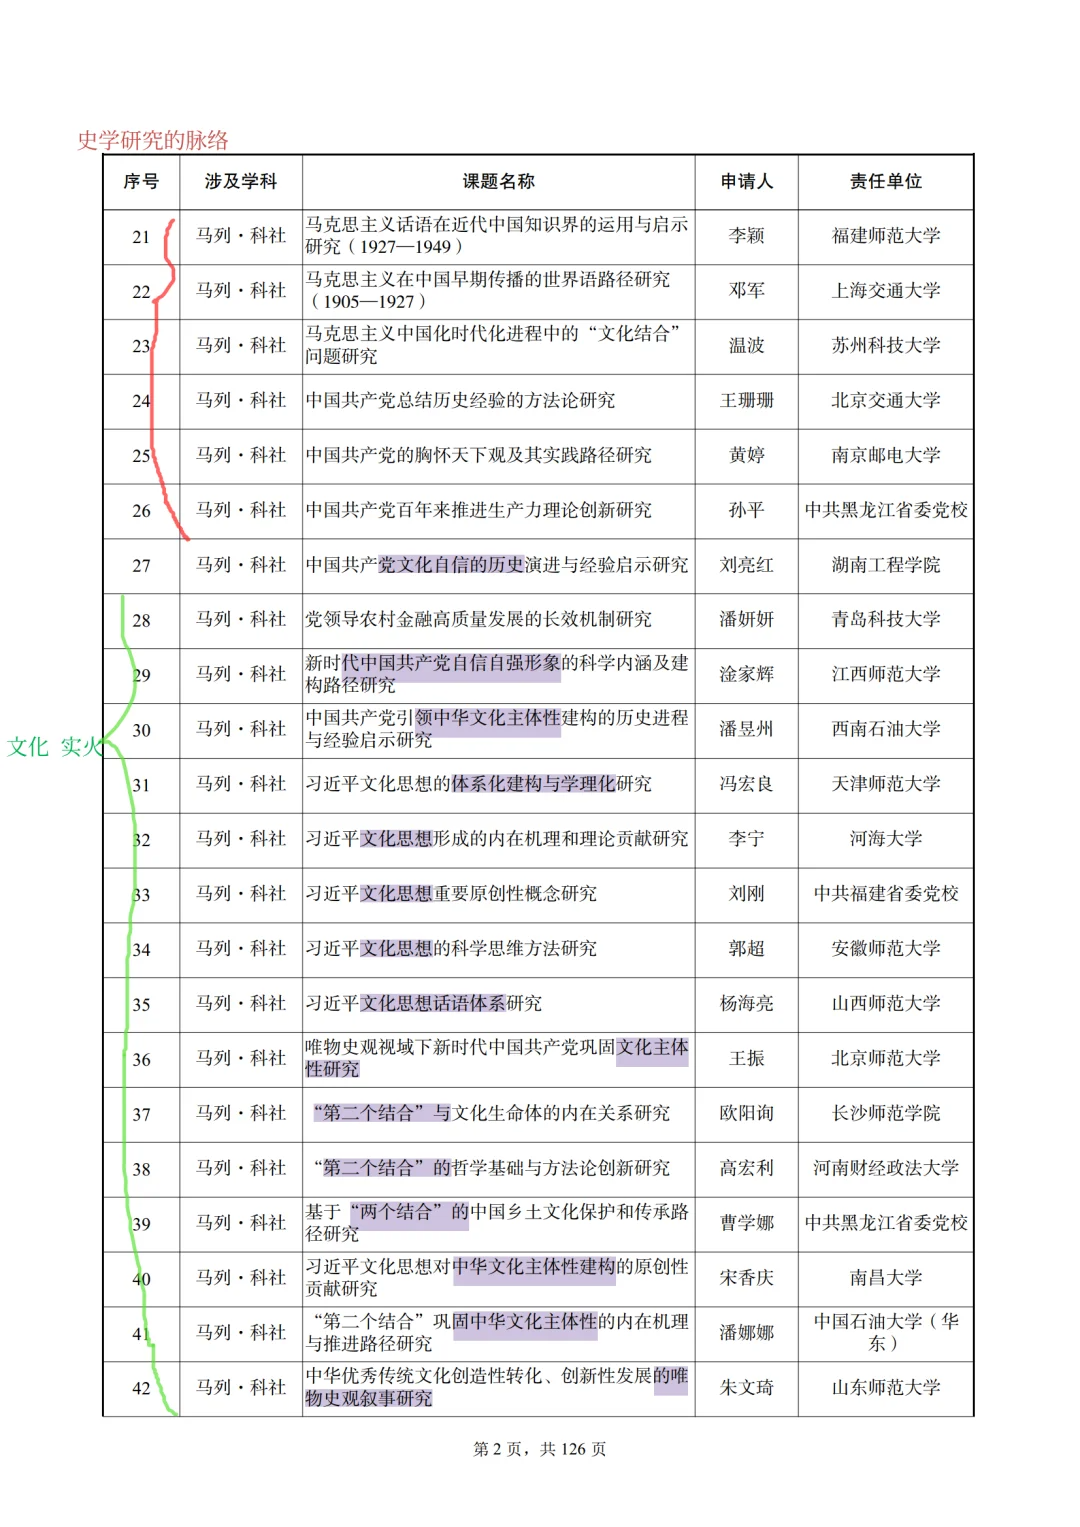 史学研究的脉络
序号 涉及学科 课题名称 申请人 责任单位
21 马列·科社 马克思主义话语在近代中国知识界的运用与启示 李颖 福建师范大学
研究（1927—1949）
22 马列·科社 马克思主义在中国早期传播的世界语路径研究 邓军 上海交通大学
（1905—1927）
23 马列·科社 马克思主义中国化时代化进程中的“文化结合” 温波 苏州科技大学
问题研究
24 马列·科社 中国共产党总结历史经验的方法论研究 王珊珊 北京交通大学
25 马列·科社 中国共产党的胸怀天下观及其实践路径研究 黄婷 南京邮电大学
26 马列·科社 中国共产党百年来推进生产力理论创新研究 孙平 中共黑龙江省委党校
27 马列·科社 中国共产党文化自信的历史演进与经验启示研究 刘亮红 湖南工程学院
28 马列·科社 党领导农村金融高质量发展的长效机制研究 潘妍妍 青岛科技大学
29 马列·科社 新时代中国共产党自信自强形象的科学内涵及建 淦家辉 江西师范大学
构路径研究
30 马列·科社 中国共产党引领中华文化主体性建构的历史进程 潘昱州 西南石油大学
与经验启示研究
文化 实火
31 马列·科社 习近平文化思想的体系化建构与学理化研究 冯宏良 天津师范大学
32 马列·科社 习近平文化思想形成的内在机理和理论贡献研究 李宁 河海大学
33 马列·科社 习近平文化思想重要原创性概念研究 刘刚 中共福建省委党校
34 马列·科社 习近平文化思想的科学思维方法研究 郭超 安徽师范大学
35 马列·科社 习近平文化思想话语体系研究 杨海亮 山西师范大学
36 马列·科社 唯物史观视域下新时代中国共产党巩固文化主体 王振 北京师范大学
性研究
37 马列·科社 “第二个结合”与文化生命体的内在关系研究 欧阳询 长沙师范学院
38 马列·科社 “第二个结合”的哲学基础与方法论创新研究 高宏利 河南财经政法大学
39 马列·科社 基于“两个结合”的中国乡土文化保护和传承路 曹学娜 中共黑龙江省委党校
径研究
40 马列·科社 习近平文化思想对中华文化主体性建构的原创性 宋香庆 南昌大学
贡献研究
41 马列·科社 “第二个结合”巩固中华文化主体性的内在机理 潘娜娜 中国石油大学（华
与推进路径研究 东）
42 马列·科社 中华优秀传统文化创造性转化、创新性发展的唯 朱文琦 山东师范大学
物史观叙事研究
第 2 页，共 126 页